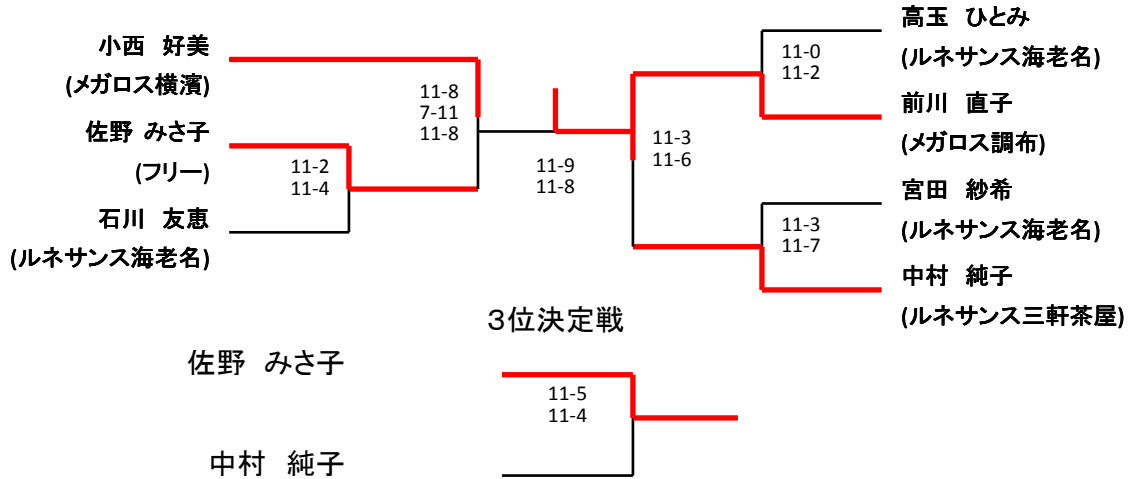 小西　好美
(メガロス横濱)
佐野 みさ子
(フリー)
石川　友恵
(ルネサンス海老名)
11-2
11-4
11-8
7-11
11-8
11-9
11-8
11-3
11-6
11-0
11-2
11-3
11-7
高玉　ひとみ
(ルネサンス海老名)
前川　直子
(メガロス調布)
宮田　紗希
(ルネサンス海老名)
中村　純子
(ルネサンス三軒茶屋)
３位決定戦
佐野　みさ子
11-5
11-4
中村　純子